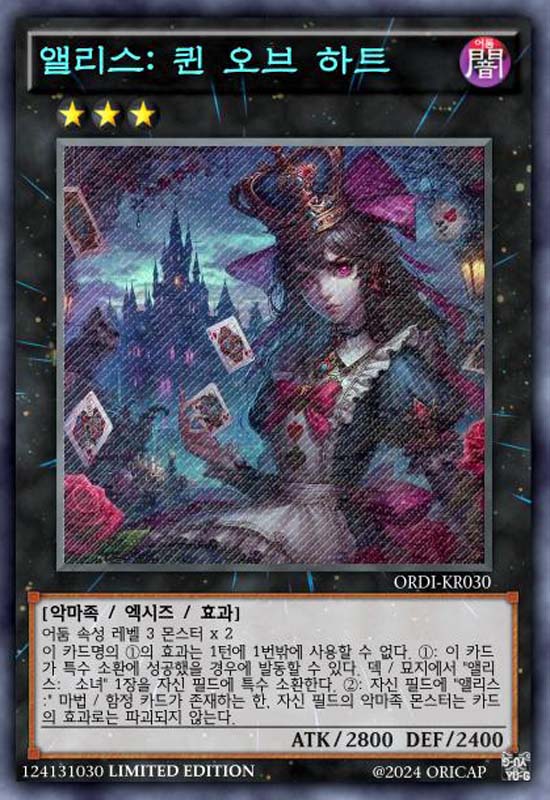 앨리스: 퀸 오브 하트
어둠
闇
ORDI-KR030
[악마족 / 엑시즈 / 효과]
어둠 속성 레벨 3 몬스터 x 2
이 카드명의 ①의 효과는 1턴에 1번밖에 사용할 수 없다. ①: 이 카드
가 특수 소환에 성공했을 경우에 발동할 수 있다. 덱 / 묘지에서 "앨리
스: 소녀" 1장을 자신 필드에 특수 소환한다. ②: 자신 필드에 "앨리스
:" 마법 / 함정 카드가 존재하는 한, 자신 필드의 악마족 몬스터는 카드
의 효과로는 파괴되지 않는다.
ATK/2800 DEF/2400
124131030 LIMITED EDITION
@2024 ORICAP